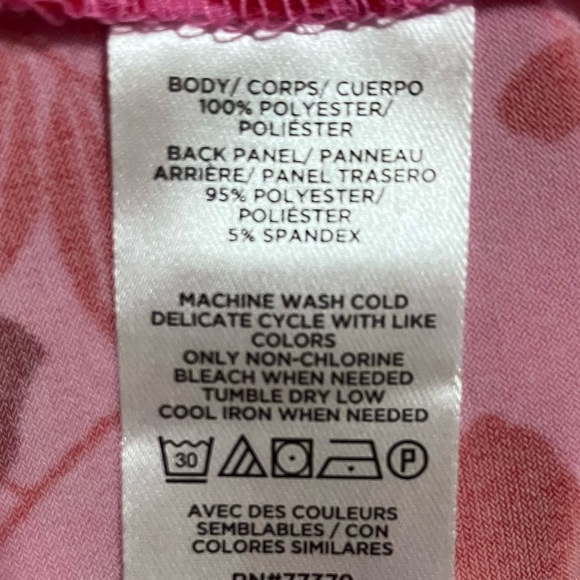 BODY/ CORPS/ CUERPO
100% POLYESTER/
POLIÉSTER
BACK PANEL/ PANNEAU
ARRIÈRE/ PANEL TRASERO
95% POLYESTER/
POLIÉSTER
5% SPANDEX
MACHINE WASH COLD
DELICATE CYCLE WITH LIKE
COLORS
ONLY NON-CHLORINE
BLEACH WHEN NEEDED
TUMBLE DRY LOW
COOL IRON WHEN NEEDED
30 P
AVEC DES COULEURS
SEMBLABLES / CON
COLORES SIMILARES